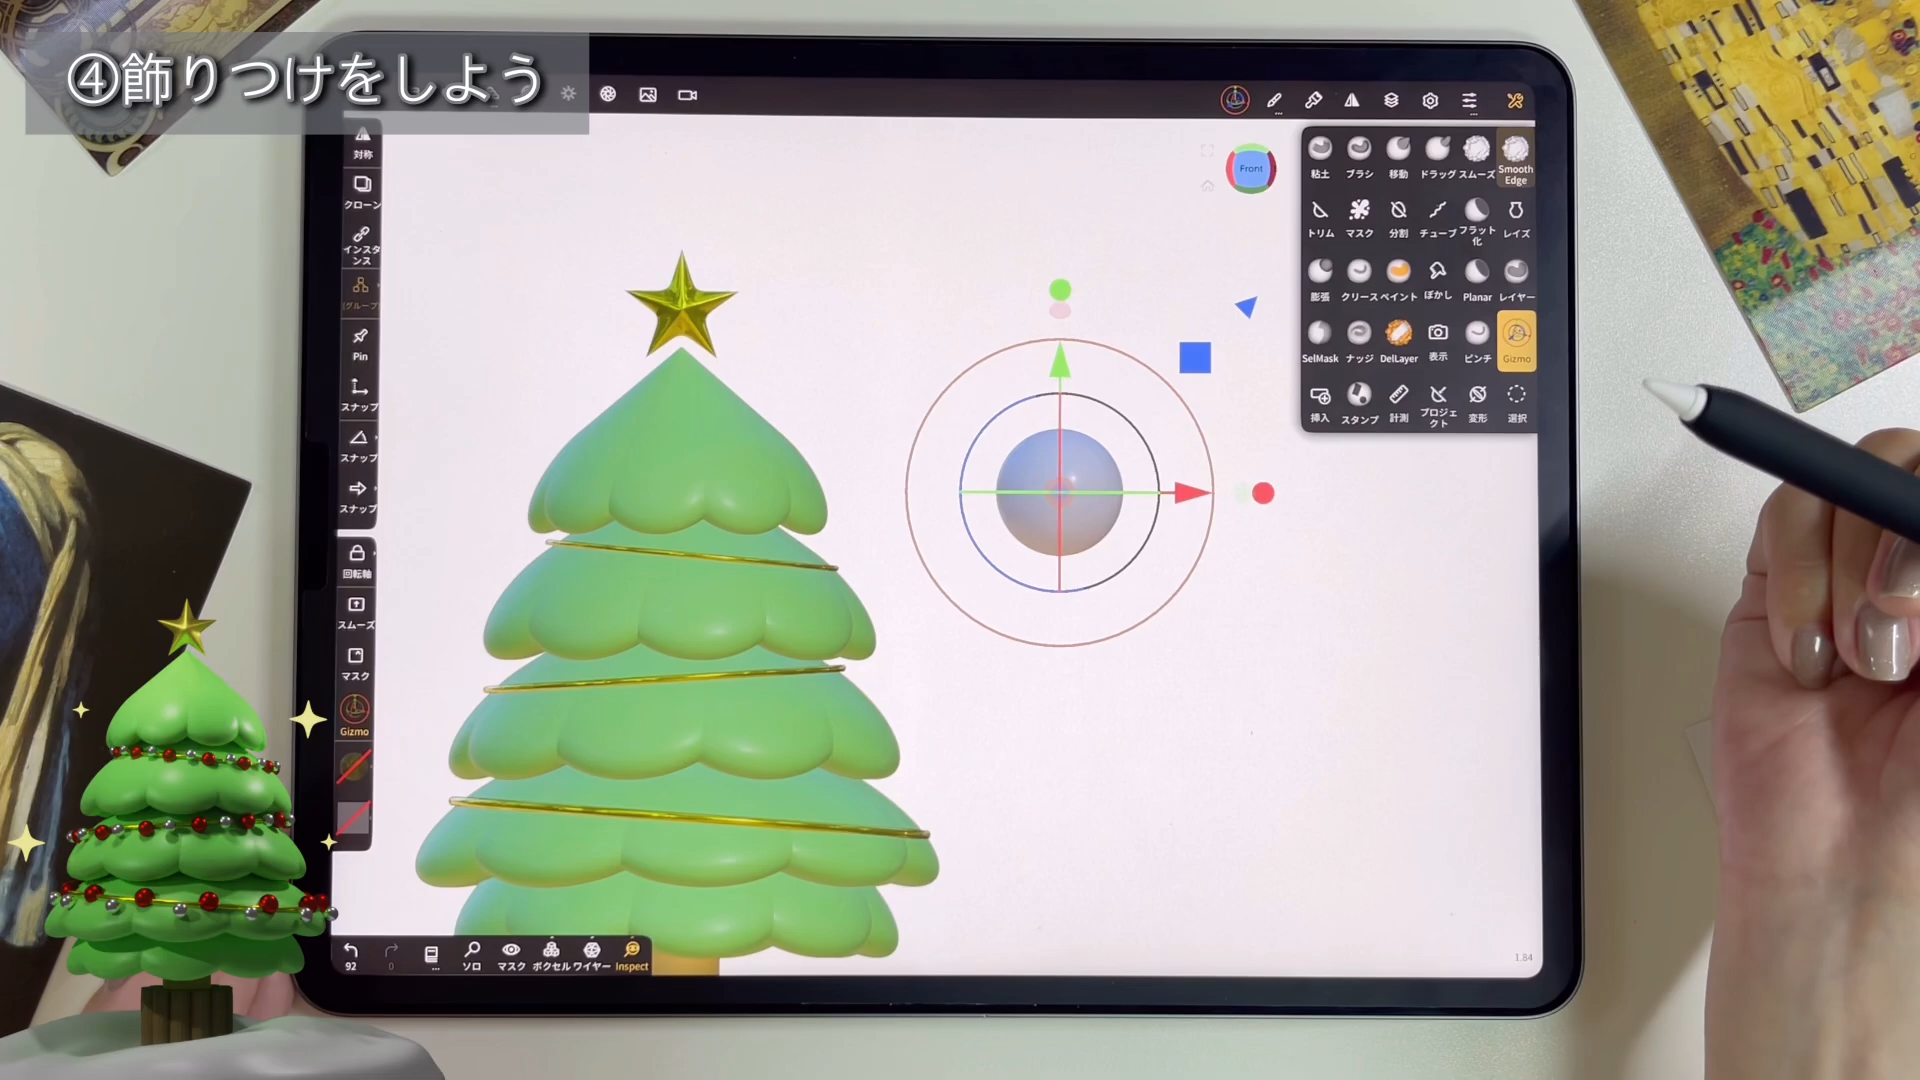 ④飾りつけをしよう
対称
クローン
インスタ
ンス
(グループ)
Pin
スナップ
スナップ
スナップ
回転軸
スムーズ
マスク
Gizmo
Front
粘土 ブラシ 移動 ドラッグ スムーズ Smooth
Edge
トリム マスク 分割 チューブ フラット
化 レイズ
膨張 クリース ペイント ぼかし Planar レイヤー
SelMask ナッジ DelLayer 表示 ピンチ Gizmo
挿入 スタンプ 計測 プロジェ
クト 変形 選択
92 0 ... ソロ マスク ボクセル ワイヤー Inspect
1.84